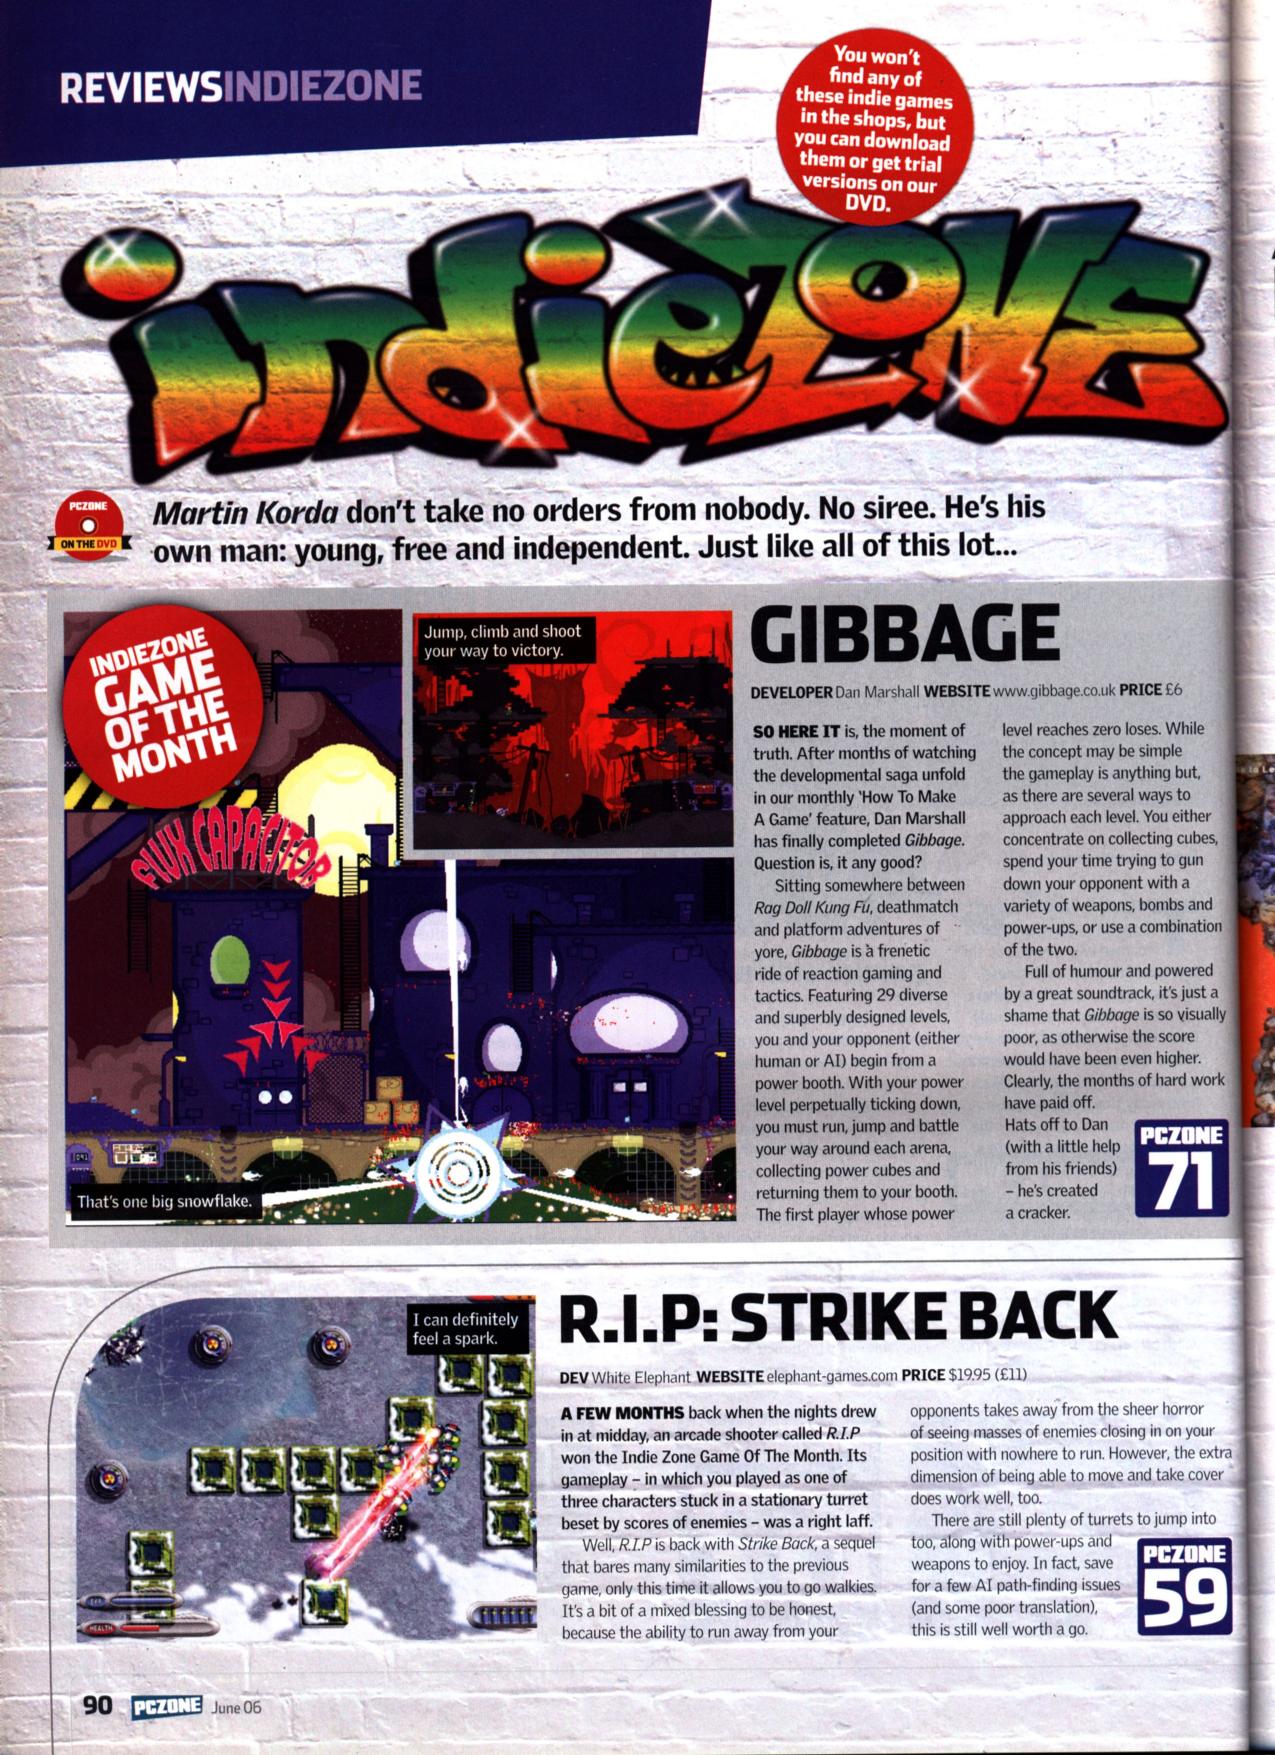 REVIEWSINDIEZONE
You won't
find any of
these indie games
in the shops, but
you can download
them or get trial
versions on our
DVD.
indieZONE
PCZONE
ON THE DVD
Martin Korda don't take no orders from nobody. No siree. He's his
own man: young, free and independent. Just like all of this lot...
INDIEZONE
GAME
OF THE
MONTH
Jump, climb and shoot
your way to victory.
FLUX CAPACITOR
That's one big snowflake.
GIBBAGE
DEVELOPER Dan Marshall WEBSITE www.gibbage.co.uk PRICE £6
SO HERE IT is, the moment of
truth. After months of watching
the developmental saga unfold
in our monthly 'How To Make
A Game' feature, Dan Marshall
has finally completed Gibbage.
Question is, it any good?
Sitting somewhere between
Rag Doll Kung Fu, deathmatch
and platform adventures of
yore, Gibbage is a frenetic
ride of reaction gaming and
tactics. Featuring 29 diverse
and superbly designed levels,
you and your opponent (either
human or AI) begin from a
power booth. With your power
level perpetually ticking down,
you must run, jump and battle
your way around each arena,
collecting power cubes and
returning them to your booth.
The first player whose power
level reaches zero loses. While
the concept may be simple
the gameplay is anything but,
as there are several ways to
approach each level. You either
concentrate on collecting cubes,
spend your time trying to gun
down your opponent with a
variety of weapons, bombs and
power-ups, or use a combination
of the two.
Full of humour and powered
by a great soundtrack, it's just a
shame that Gibbage is so visually
poor, as otherwise the score
would have been even higher.
Clearly, the months of hard work
have paid off.
Hats off to Dan
(with a little help
from his friends)
– he's created
a cracker.
PCZONE
71
I can definitely
feel a spark.
HEALTH
R.I.P: STRIKE BACK
DEV White Elephant WEBSITE elephant-games.com PRICE $19.95 (£11)
A FEW MONTHS back when the nights drew
in at midday, an arcade shooter called R.I.P
won the Indie Zone Game Of The Month. Its
gameplay – in which you played as one of
three characters stuck in a stationary turret
beset by scores of enemies – was a right laff.
Well, R.I.P is back with Strike Back, a sequel
that bares many similarities to the previous
game, only this time it allows you to go walkies.
It's a bit of a mixed blessing to be honest,
because the ability to run away from your
opponents takes away from the sheer horror
of seeing masses of enemies closing in on your
position with nowhere to run. However, the extra
dimension of being able to move and take cover
does work well, too.
There are still plenty of turrets to jump into
too, along with power-ups and
weapons to enjoy. In fact, save
for a few AI path-finding issues
(and some poor translation),
this is still well worth a go.
PCZONE
59
90 PCZONE June 06